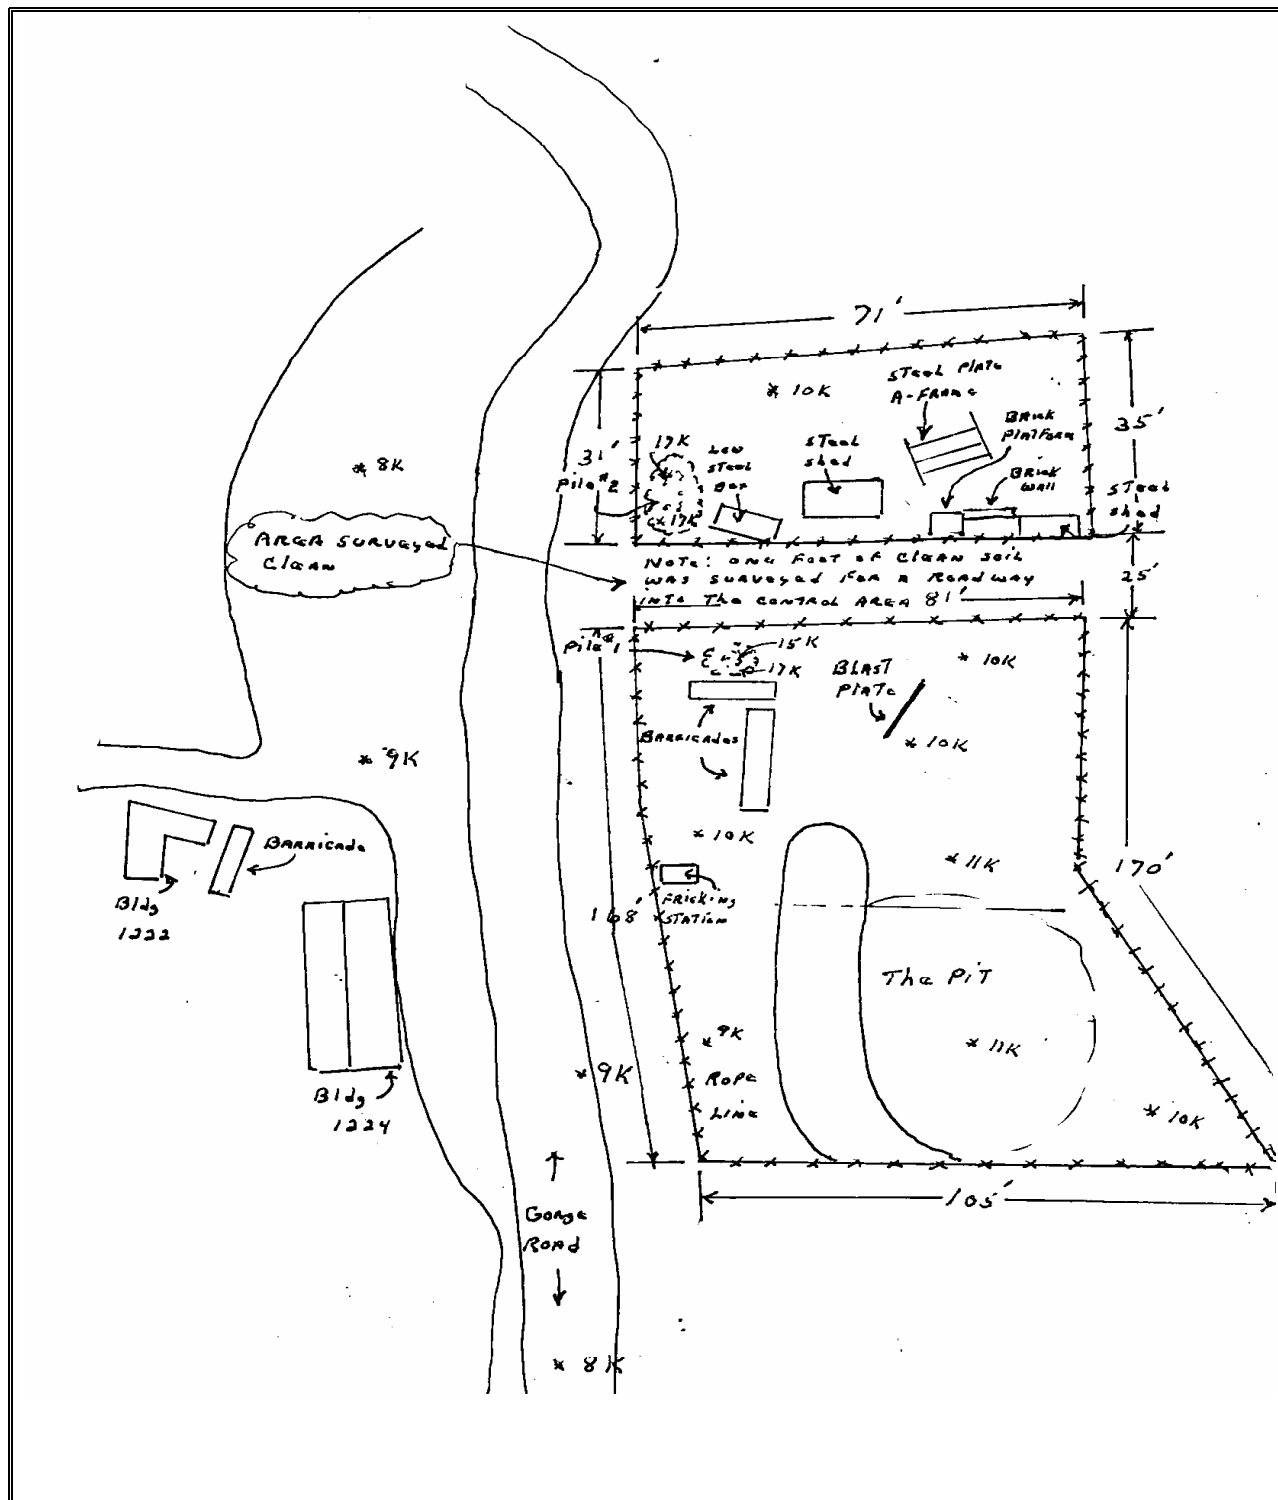 71'
* 10K
STEEL PLATE
A-FRAME
BRICK
PLATFORM
35'
31'
17K
LOW
STEEL
BOX
STEEL
Shed
BRICK
WALL
STEEL
shed
* 8K
Pile #2
17K
AREA SURVEYED
CLEAN
NOTE: ONE FOOT OF CLEAN SOIL
WAS SURVEYED FOR A ROADWAY
INTO THE CONTROL AREA 81'
25'
Pile #1
15K
17K
* 10K
BLAST
PLATE
BARRICADES
* 10K
* 9K
* 10K
* 11K
170'
BARRICADE
Bldg
1222
168'
STATION
The PiT
* 9K
* 11K
ROPE
LINE
* 9K
* 10K
Bldg
1224
105'
GORGE
ROAD
* 8K